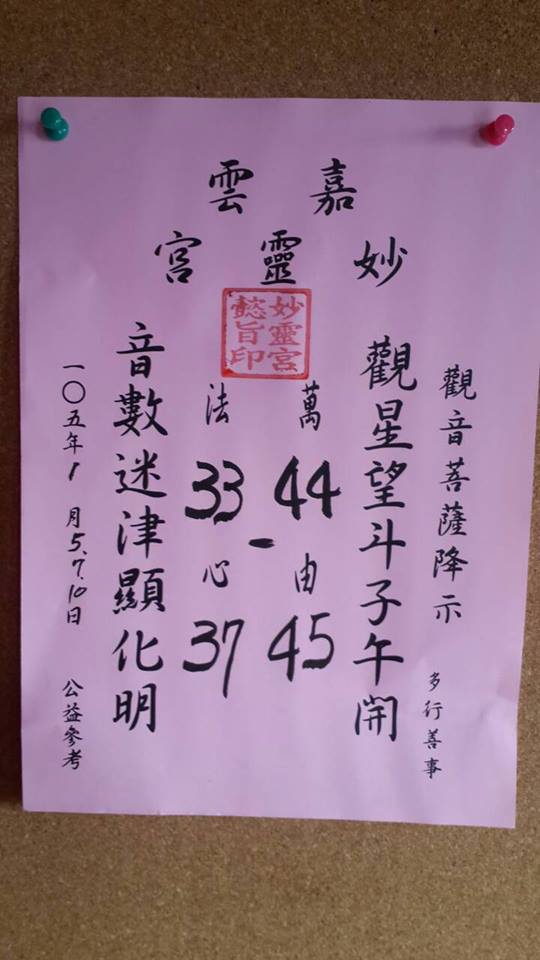 嘉雲
妙靈宮
妙靈宮
懿旨印
觀音菩薩降示 多行善事
觀星望斗子午開
萬 44 由 45
-
法 33 心 37
音數迷津顯化明
一〇五年1月5.7.10日 公益參考